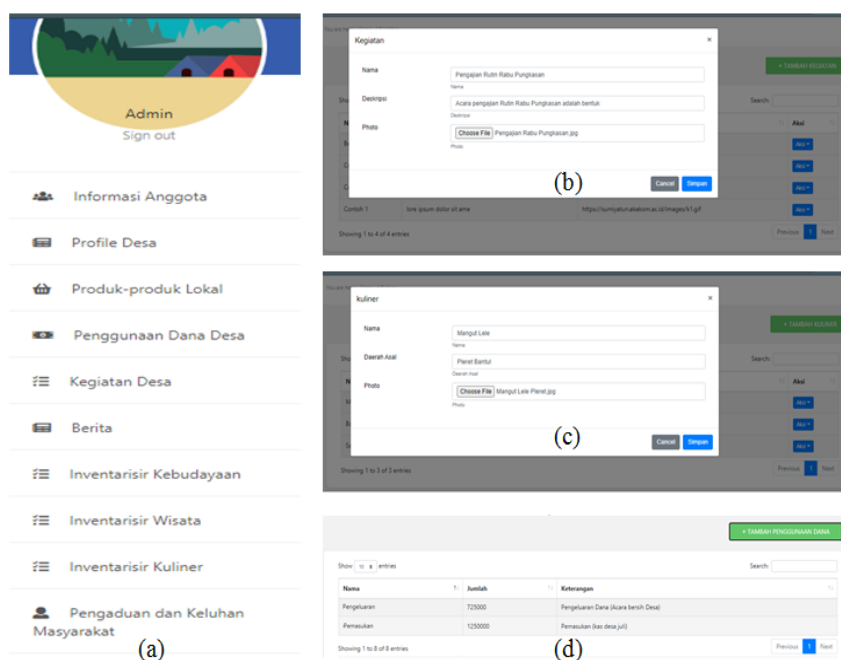 Admin
Sign out
Informasi Anggota
Profile Desa
Produk-produk Lokal
Penggunaan Dana Desa
Kegiatan Desa
Berita
Inventarisir Kebudayaan
Inventarisir Wisata
Inventarisir Kuliner
Pengaduan dan Keluhan
Masyarakat
(a)
Kegiatan ×
+ TAMBAH KEGIATAN
Nama Pengajian Rutin Rabu Pungkasan
Nama
Deskripsi Acara pengajian Rutin Rabu Pungkasan adalah bentuk
Deskripsi
Photo Choose File Pengajian Rabu Pungkasan.jpg
Photo
Search:
Aksi
Aksi
Aksi
Aksi
(b)
Cancel Simpan
Contoh 1 lore ipsum dolor sit ame Aksi
Showing 1 to 4 of 4 entries Previous 1 Next
kuliner ×
+ TAMBAH KULINER
Nama Mangut Lele
Nama
Daerah Asal Pleret Bantul
Daerah Asal
Photo Choose File Mangut Lele Pleret.jpg
Photo
Search:
Aksi
Aksi
Aksi
Aksi
(c)
Cancel Simpan
Showing 1 to 3 of 3 entries Previous 1 Next
+ TAMBAH PENGGUNAAN DANA
Show 10 entries Search:
Nama Jumlah Keterangan
Pengeluaran 725000 Pengeluaran Dana (Acara bersih Desa)
Pemasukan 1250000 Pemasukan (kas desa juli)
Showing 1 to 8 of 8 entries Previous 1 Next
(d)